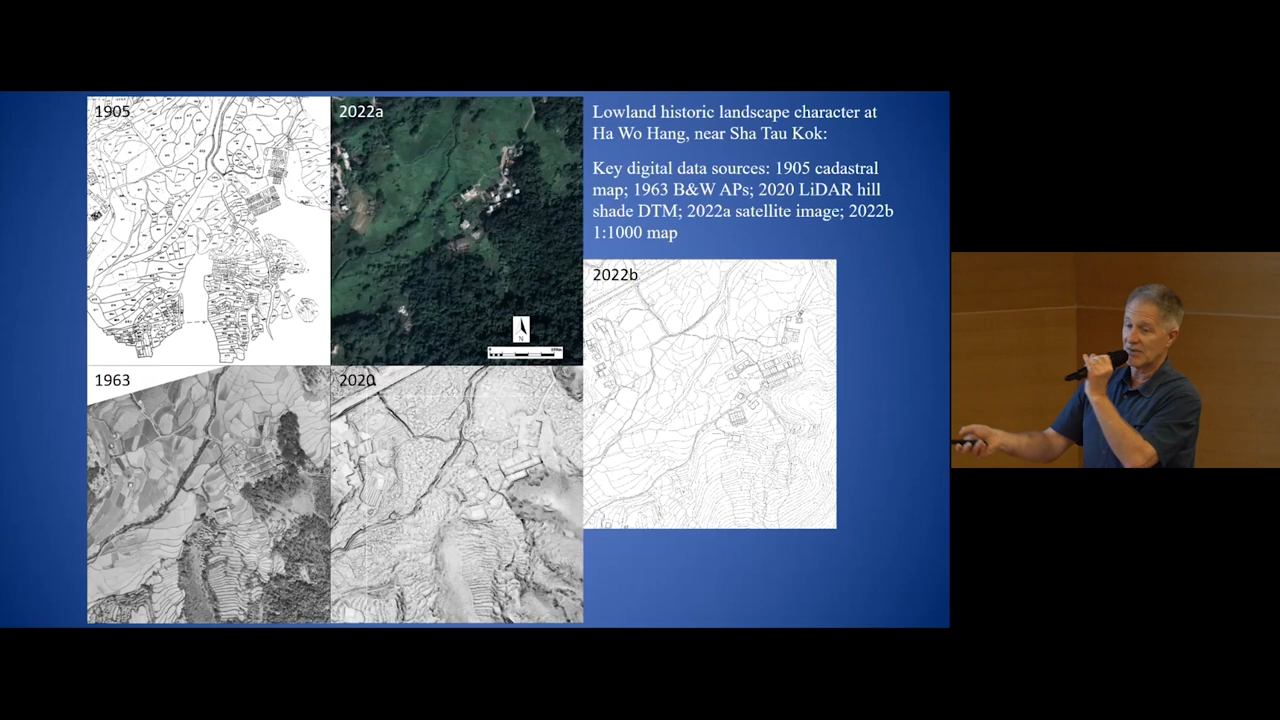 1905
2022a
Lowland historic landscape character at
Ha Wo Hang, near Sha Tau Kok:
Key digital data sources: 1905 cadastral
map; 1963 B&W APs; 2020 LiDAR hill
shade DTM; 2022a satellite image; 2022b
1:1000 map
2022b
N
1963
2020